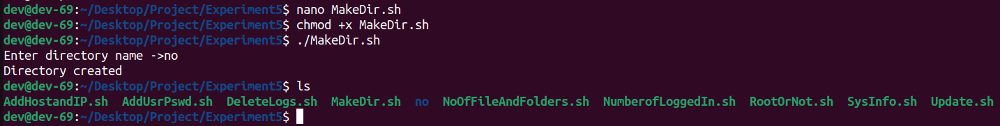 dev@dev-69:~/Desktop/Project/Experiment5$ nano MakeDir.sh
dev@dev-69:~/Desktop/Project/Experiment5$ chmod +x MakeDir.sh
dev@dev-69:~/Desktop/Project/Experiment5$ ./MakeDir.sh
Enter directory name ->no
Directory created
dev@dev-69:~/Desktop/Project/Experiment5$ ls
AddHostandIP.sh  AddUsrPswd.sh  DeleteLogs.sh  MakeDir.sh  no  NoOfFileAndFolders.sh  NumberofLoggedIn.sh  RootOrNot.sh  SysInfo.sh  Update.sh
dev@dev-69:~/Desktop/Project/Experiment5$